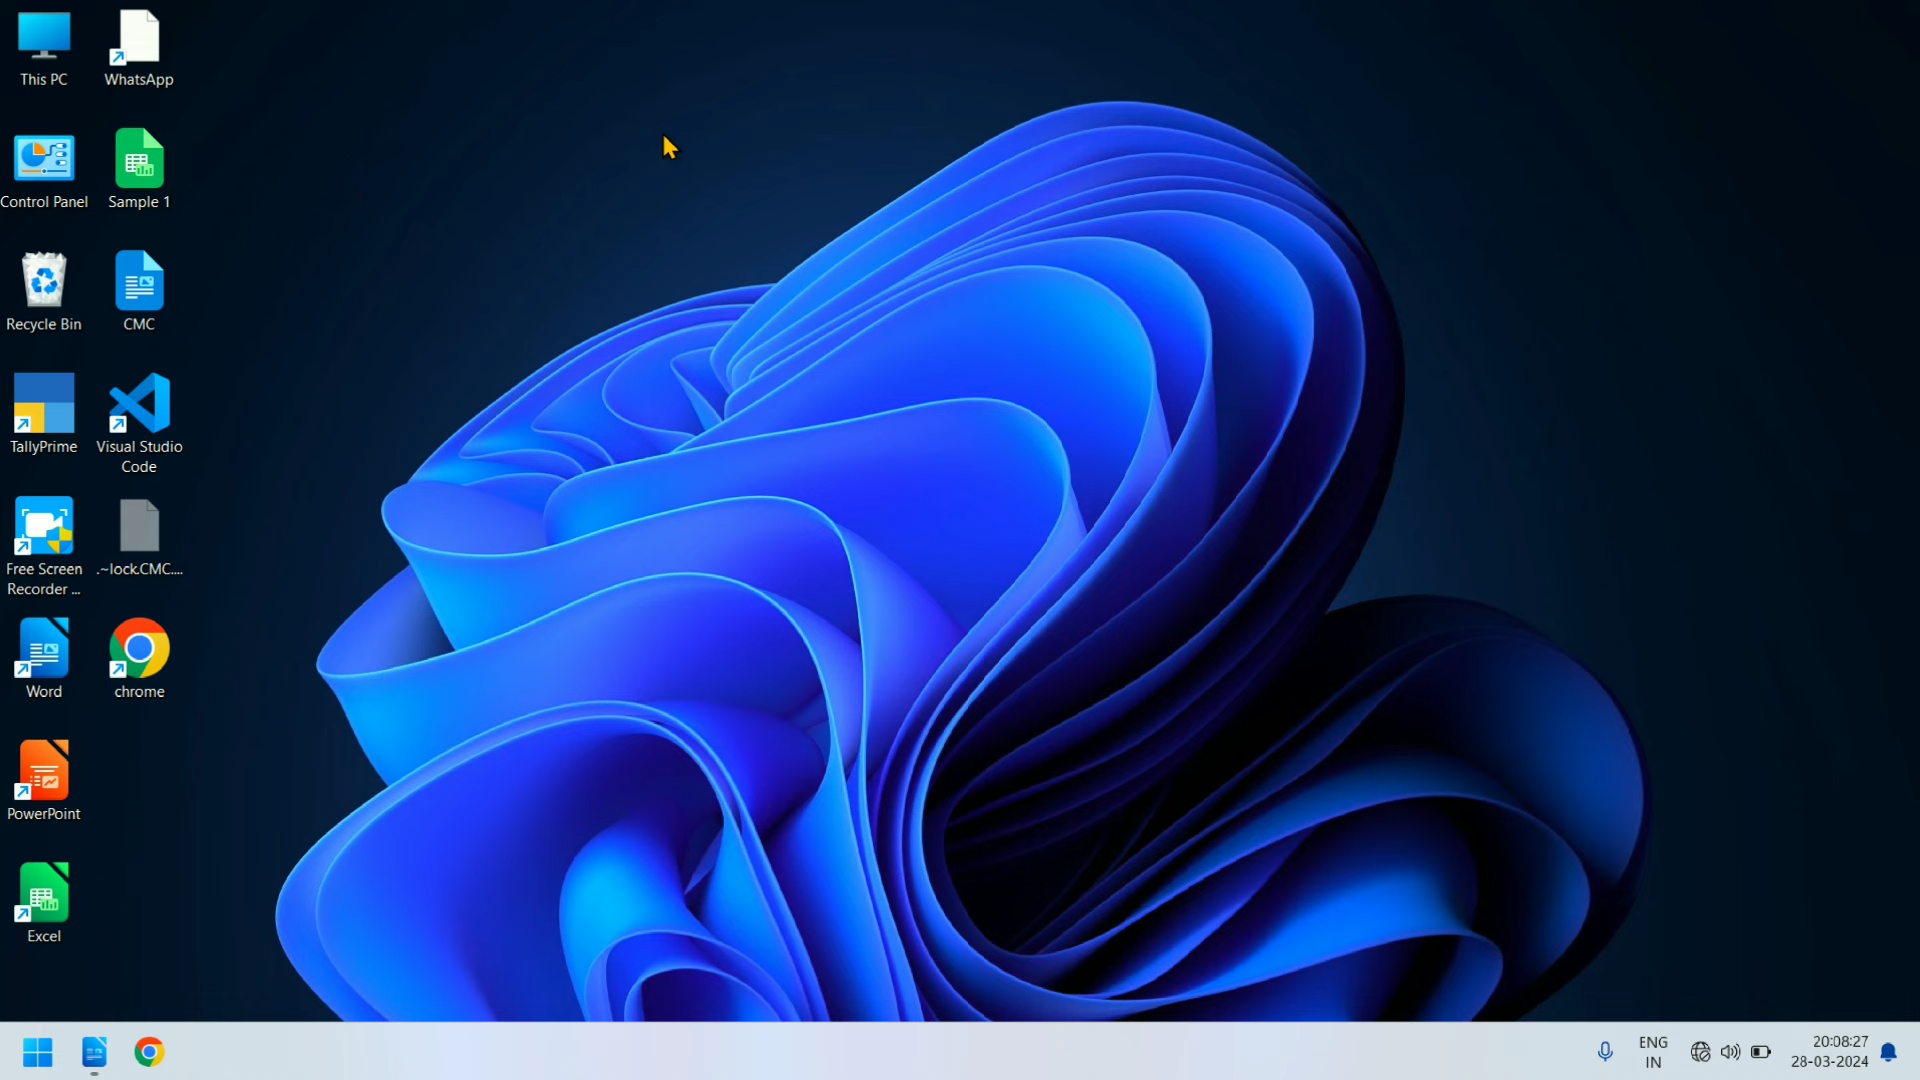 This PC
WhatsApp
Control Panel
Sample 1
Recycle Bin
CMC
TallyPrime
Visual Studio
Code
Free Screen
Recorder ...
.~lock.CMC....
Word
chrome
PowerPoint
Excel
ENG
IN
20:08:27
28-03-2024